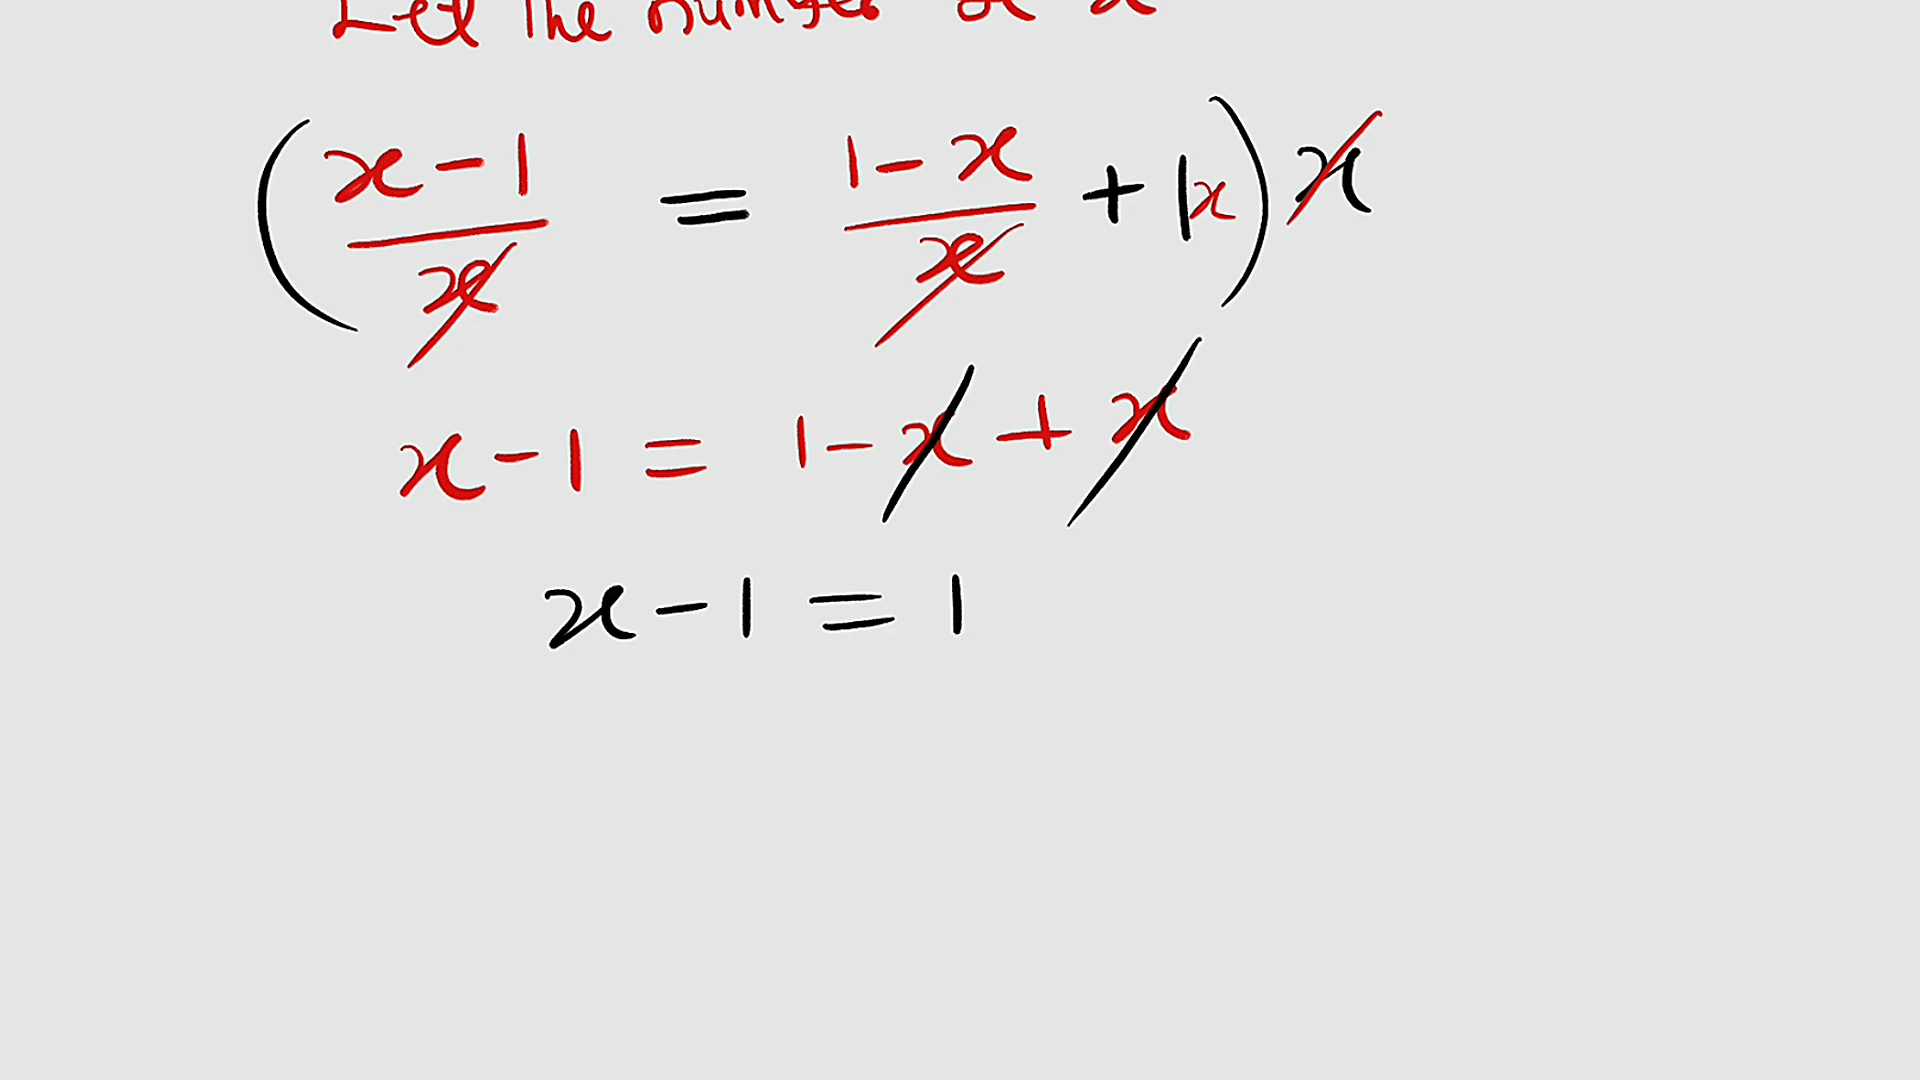 Let the number be x
(x-1/x = 1-x/x + 1x) x
x-1 = 1-x + x
x-1 = 1